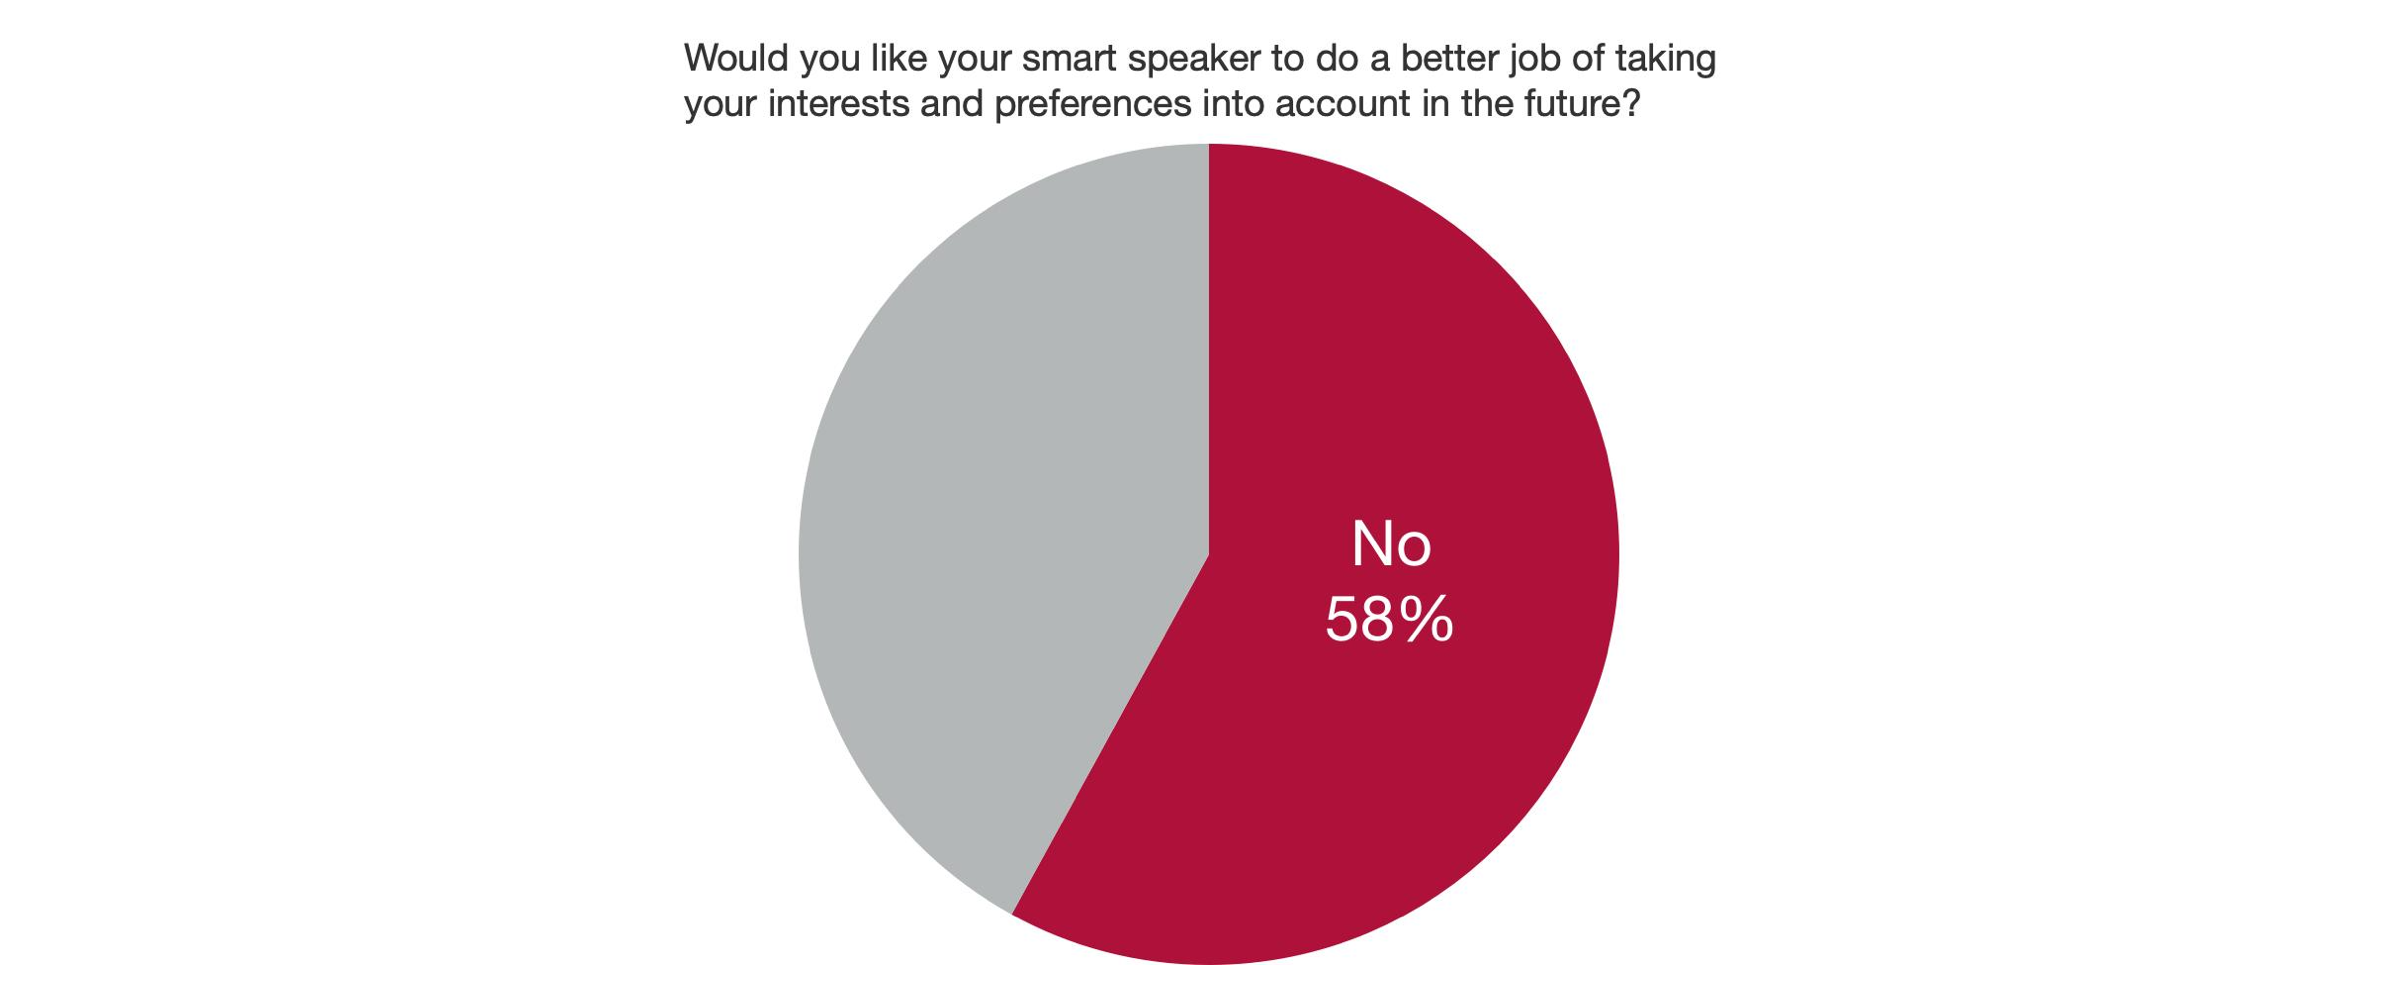 Would you like your smart speaker to do a better job of taking
your interests and preferences into account in the future?
No
58%